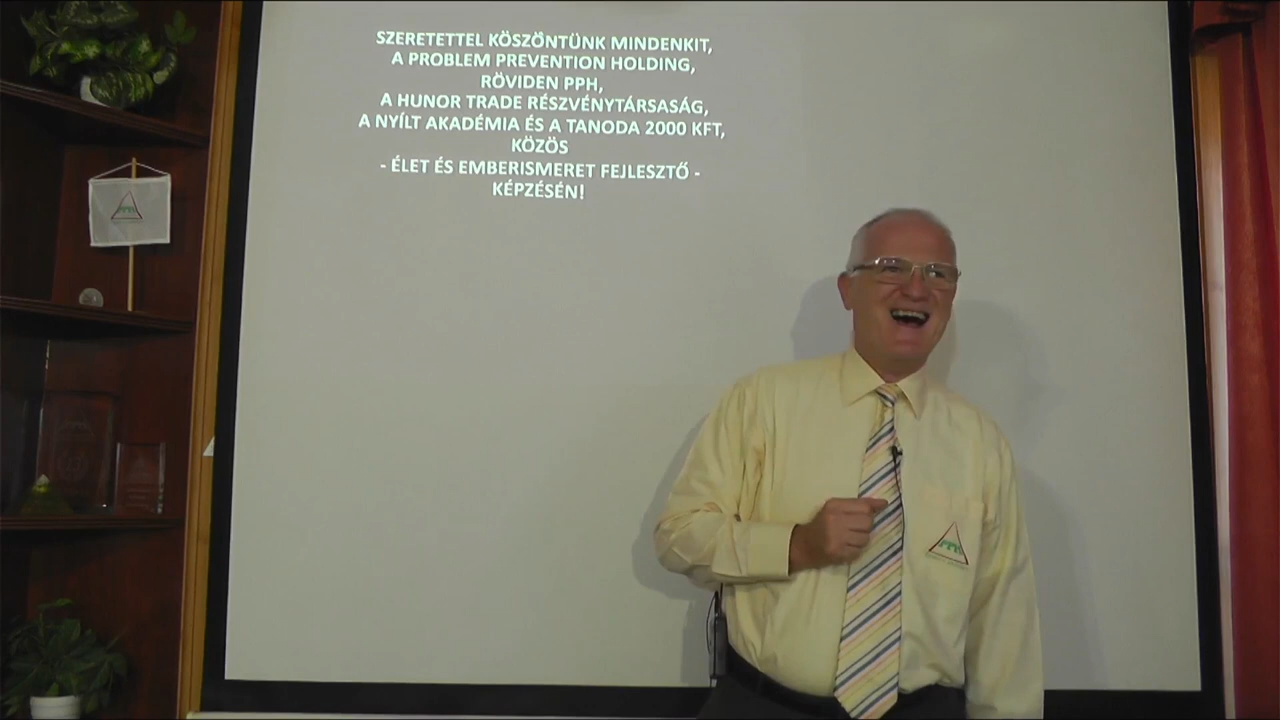 SZERETETTEL KÖSZÖNTÜNK MINDENKIT,
A PROBLEM PREVENTION HOLDING,
RÖVIDEN PPH,
A HUNOR TRADE RÉSZVÉNYTÁRSASÁG,
A NYÍLT AKADÉMIA ÉS A TANODA 2000 KFT,
KÖZÖS
- ÉLET ÉS EMBERISMERET FEJLESZTŐ -
KÉPZÉSÉN!